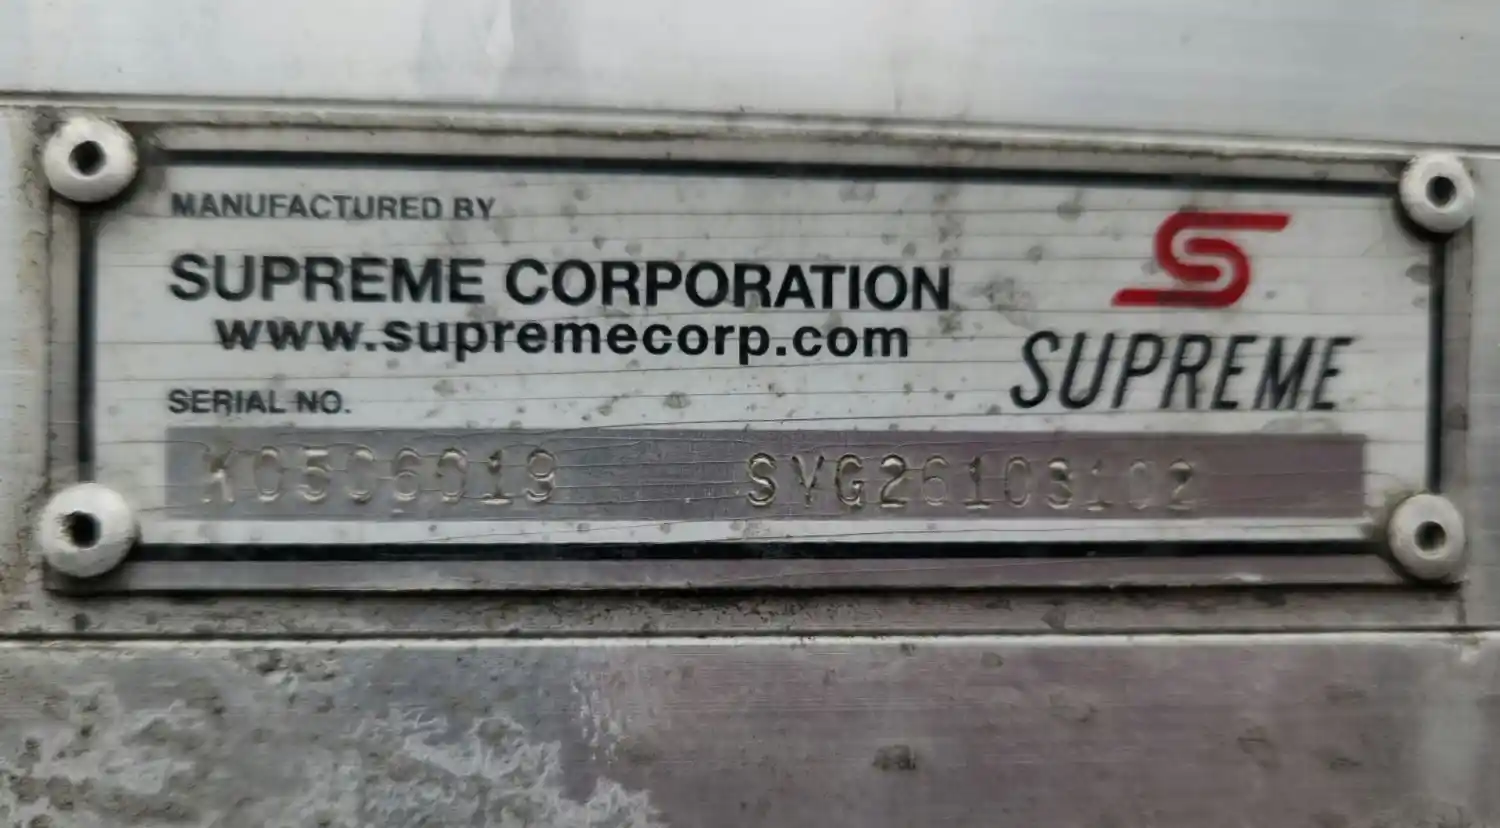 MANUFACTURED BY
SUPREME CORPORATION
www.supremecorp.com
SUPREME
SERIAL NO.
K0506019 SVG26103102